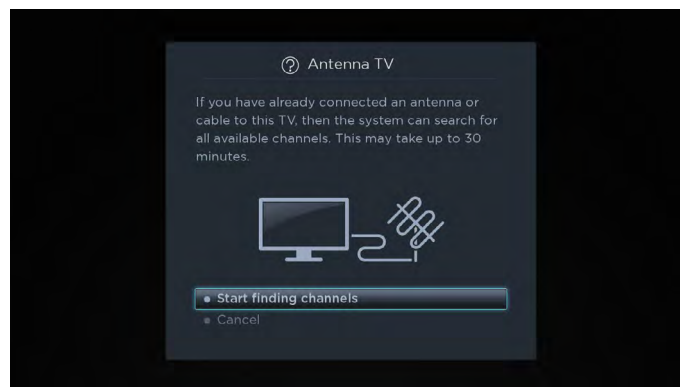 Antenna TV
If you have already connected an antenna or
cable to this TV, then the system can search for
all available channels. This may take up to 30
minutes.
Start finding channels
Cancel